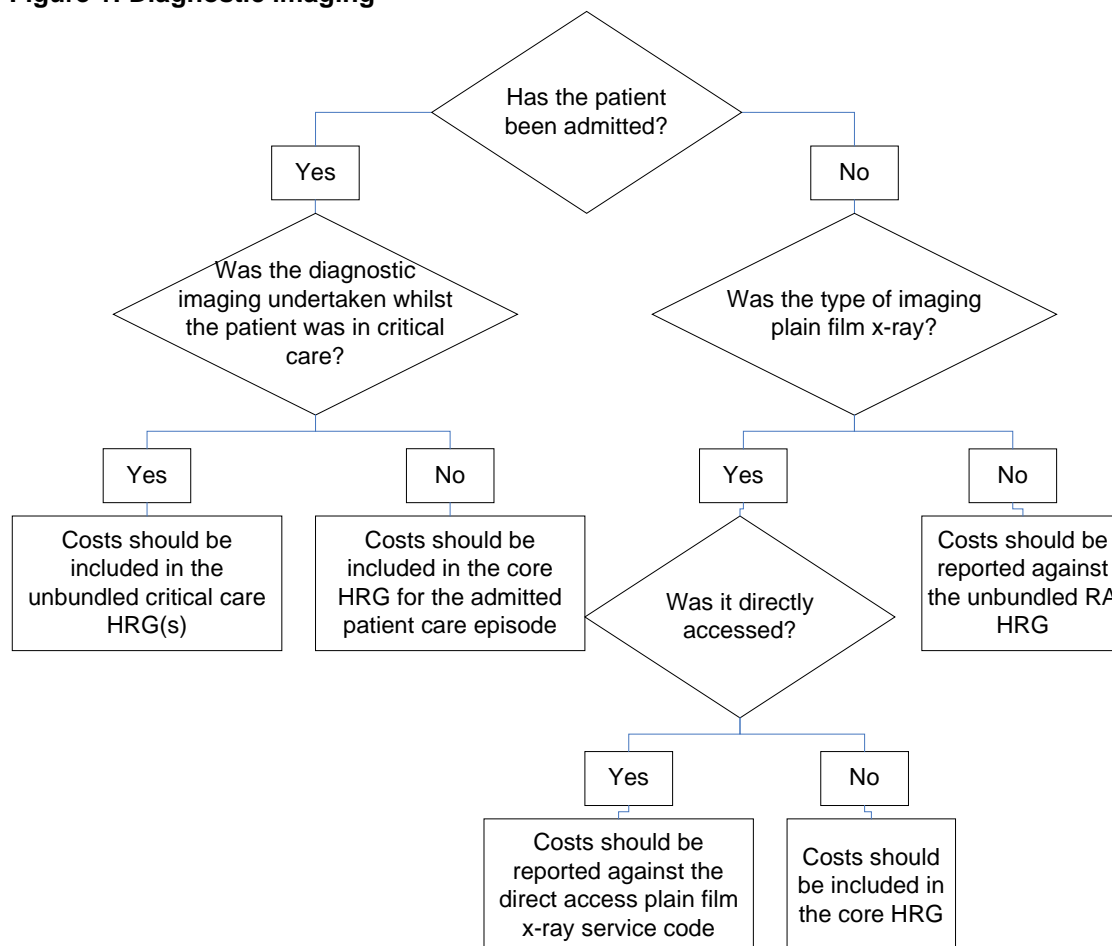 Figure 1: Diagnostic imaging
Has the patient
been admitted?
Yes
No
Was the diagnostic
imaging undertaken whilst
the patient was in critical
care?
Was the type of imaging
plain film x-ray?
Yes
No
Yes
No
Costs should be
included in the
unbundled critical care
HRG(s)
Costs should be
included in the core
HRG for the admitted
patient care episode
Was it directly
accessed?
Costs should be
reported against
the unbundled RA
HRG
Yes
No
Costs should be
reported against the
direct access plain film
x-ray service code
Costs should
be included in
the core HRG